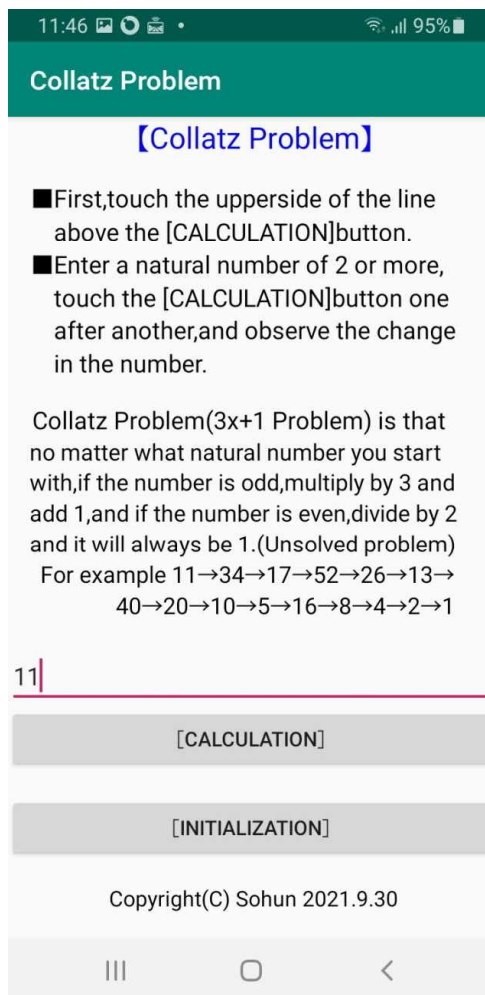 11:46
95%
Collatz Problem
【Collatz Problem】
■First,touch the upperside of the line
above the [CALCULATION]button.
■Enter a natural number of 2 or more,
touch the [CALCULATION]button one
after another,and observe the change
in the number.
Collatz Problem(3x+1 Problem) is that
no matter what natural number you start
with,if the number is odd,multiply by 3 and
add 1,and if the number is even,divide by 2
and it will always be 1.(Unsolved problem)
For example 11→34→17→52→26→13→
40→20→10→5→16→8→4→2→1
11
[CALCULATION]
[INITIALIZATION]
Copyright(C) Sohun 2021.9.30